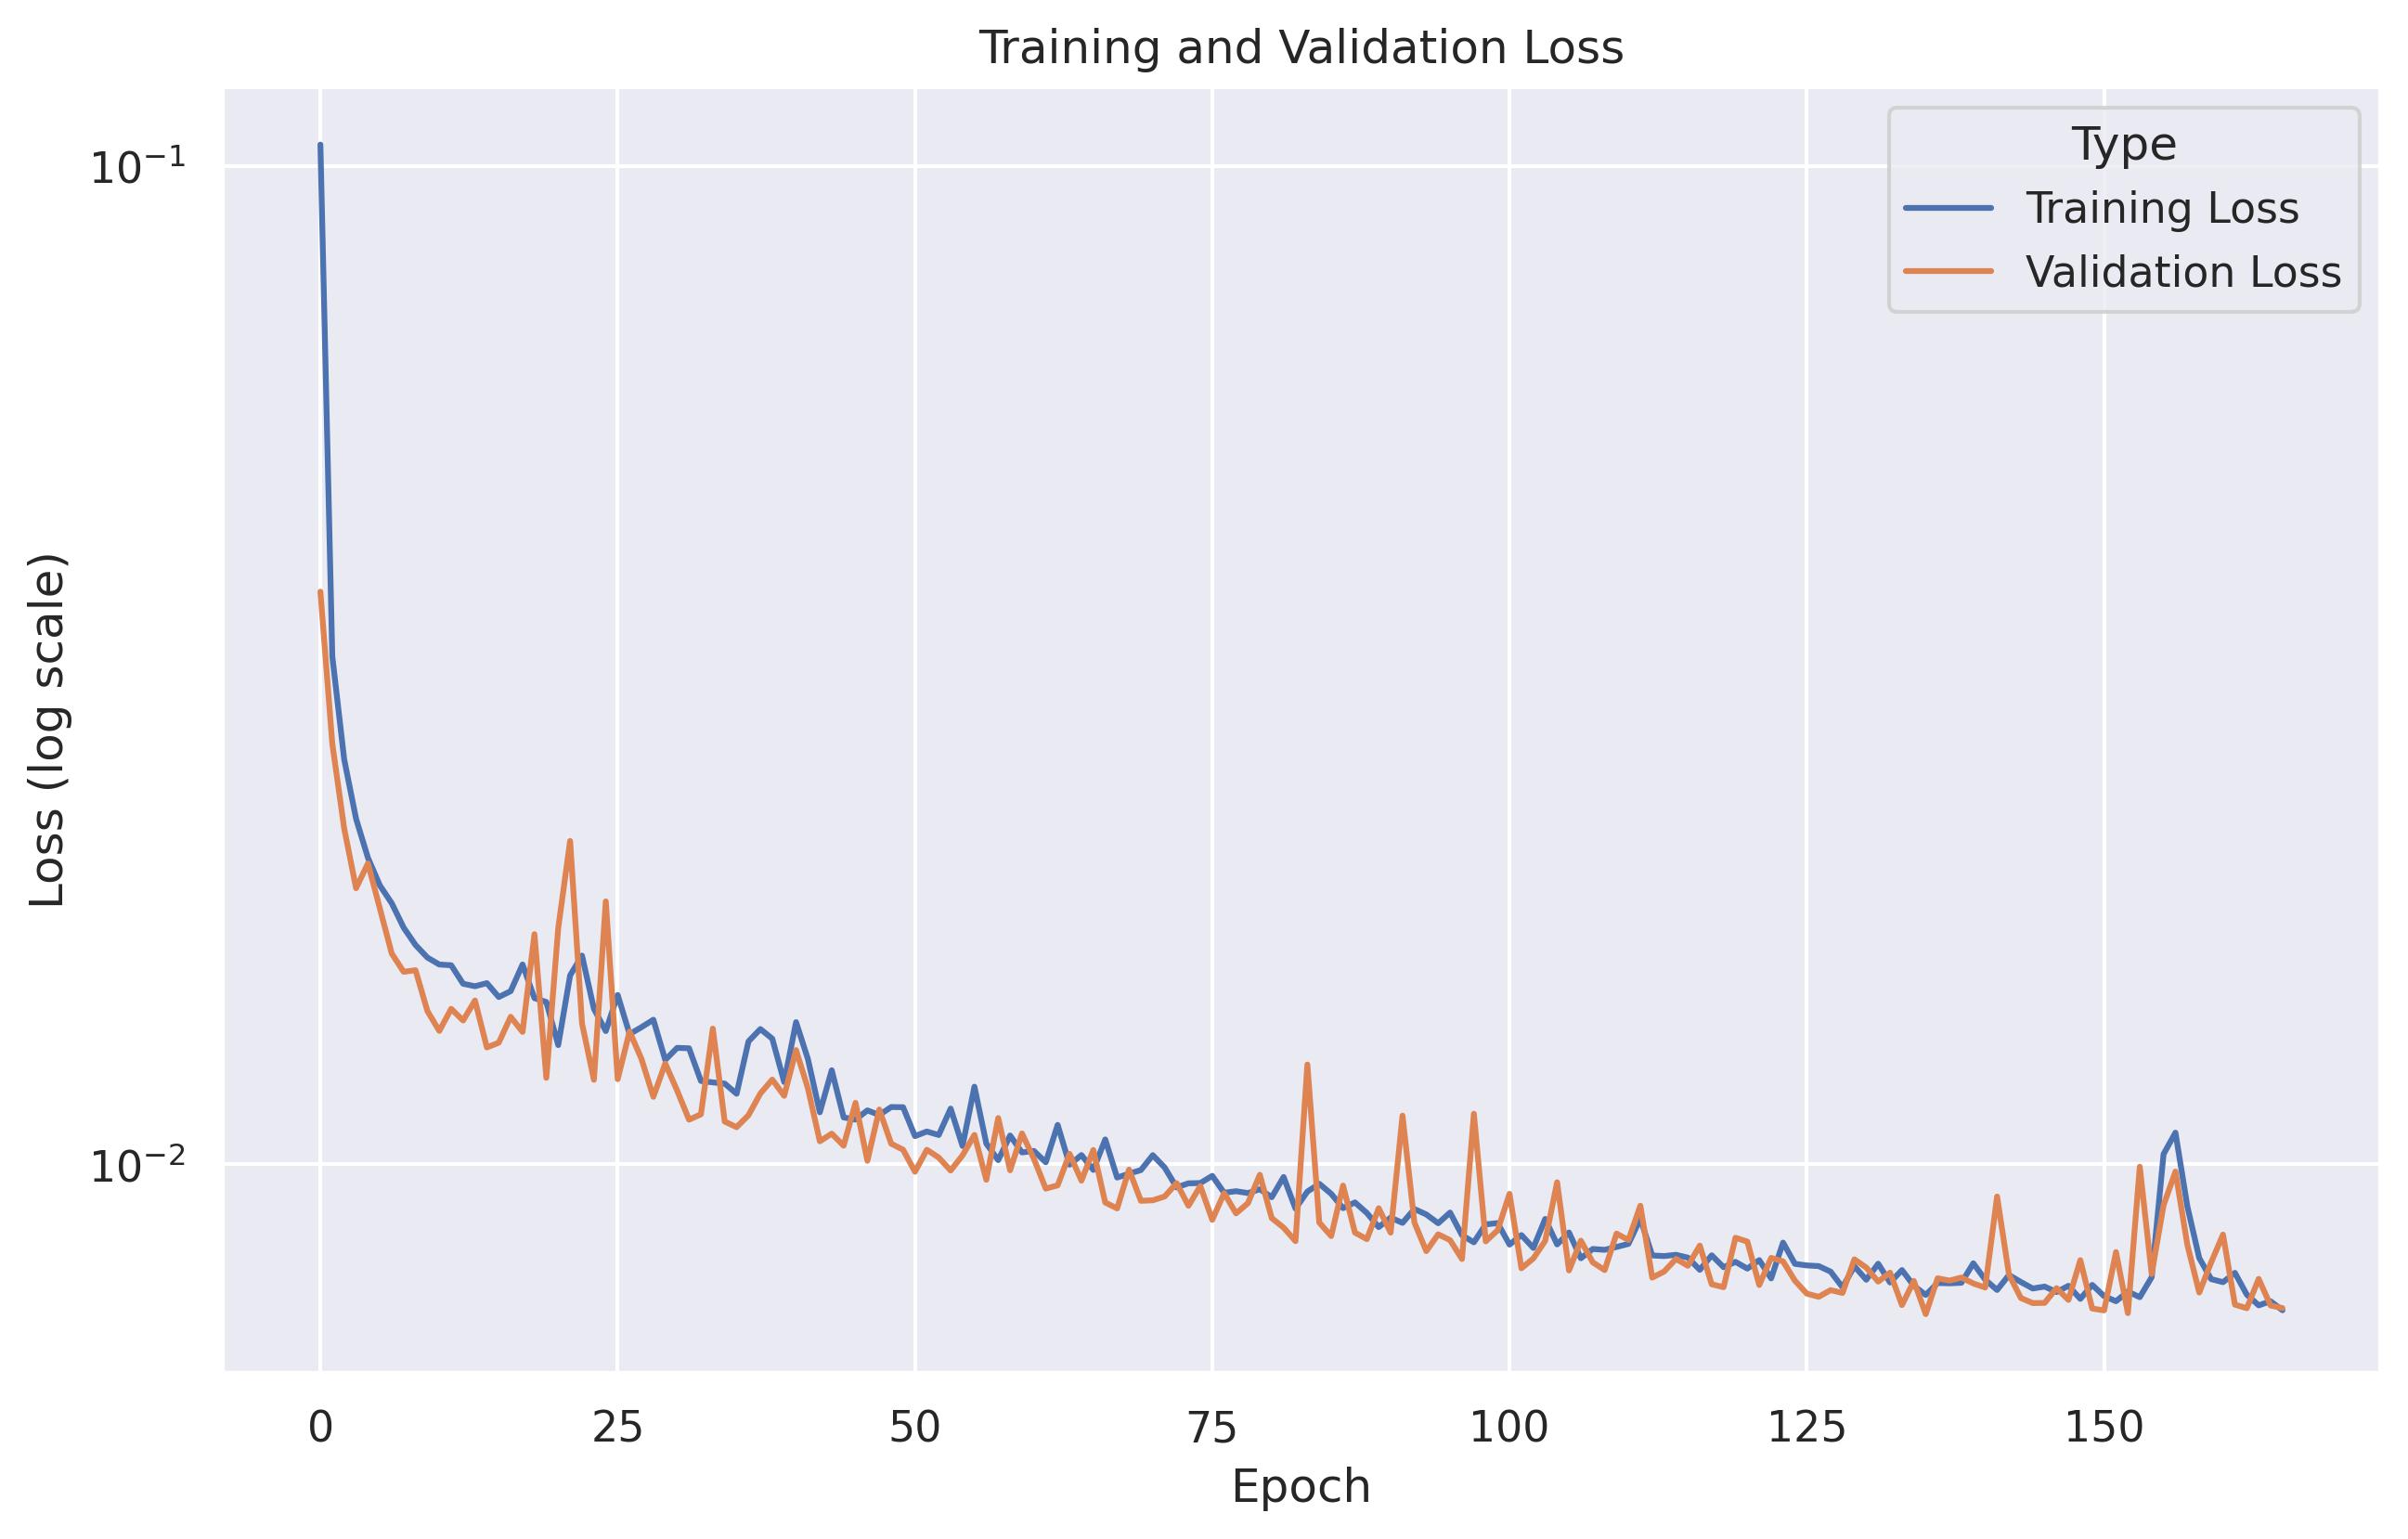 Training and Validation Loss
Type
Training Loss
Validation Loss
Loss (log scale)
10⁻¹
10⁻²
0 25 50 75 100 125 150
Epoch